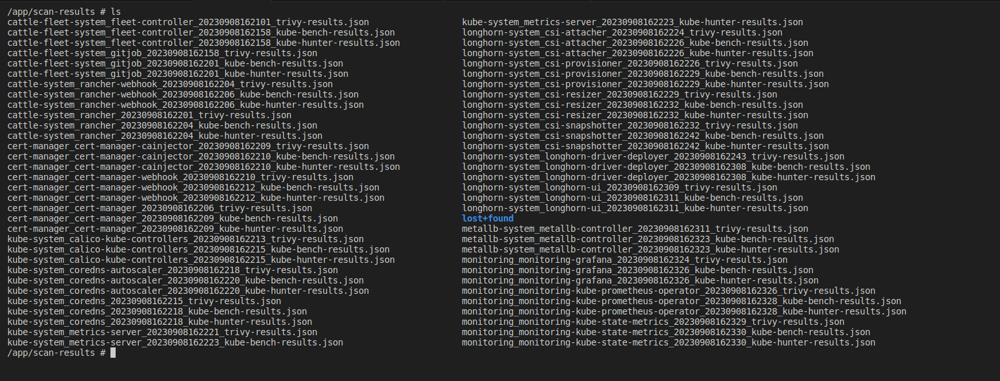 /app/scan-results # ls
cattle-fleet-system_fleet-controller_20230908162101_trivy-results.json kube-system_metrics-server_20230908162223_kube-hunter-results.json
cattle-fleet-system_fleet-controller_20230908162158_kube-bench-results.json longhorn-system_csi-attacher_20230908162224_trivy-results.json
cattle-fleet-system_fleet-controller_20230908162158_kube-hunter-results.json longhorn-system_csi-attacher_20230908162226_kube-bench-results.json
cattle-fleet-system_gitjob_20230908162158_trivy-results.json longhorn-system_csi-attacher_20230908162226_kube-hunter-results.json
cattle-fleet-system_gitjob_20230908162201_kube-bench-results.json longhorn-system_csi-provisioner_20230908162226_trivy-results.json
cattle-fleet-system_gitjob_20230908162201_kube-hunter-results.json longhorn-system_csi-provisioner_20230908162229_kube-bench-results.json
cattle-system_rancher-webhook_20230908162204_trivy-results.json longhorn-system_csi-provisioner_20230908162229_kube-hunter-results.json
cattle-system_rancher-webhook_20230908162206_kube-bench-results.json longhorn-system_csi-resizer_20230908162229_trivy-results.json
cattle-system_rancher-webhook_20230908162206_kube-hunter-results.json longhorn-system_csi-resizer_20230908162232_kube-bench-results.json
cattle-system_rancher_20230908162201_trivy-results.json longhorn-system_csi-resizer_20230908162232_kube-hunter-results.json
cattle-system_rancher_20230908162204_kube-bench-results.json longhorn-system_csi-snapshotter_20230908162232_trivy-results.json
cattle-system_rancher_20230908162204_kube-hunter-results.json longhorn-system_csi-snapshotter_20230908162242_kube-bench-results.json
cert-manager_cert-manager-cainjector_20230908162209_trivy-results.json longhorn-system_csi-snapshotter_20230908162242_kube-hunter-results.json
cert-manager_cert-manager-cainjector_20230908162210_kube-bench-results.json longhorn-system_longhorn-driver-deployer_20230908162243_trivy-results.json
cert-manager_cert-manager-cainjector_20230908162210_kube-hunter-results.json longhorn-system_longhorn-driver-deployer_20230908162308_kube-bench-results.json
cert-manager_cert-manager-webhook_20230908162210_trivy-results.json longhorn-system_longhorn-driver-deployer_20230908162308_kube-hunter-results.json
cert-manager_cert-manager-webhook_20230908162212_kube-bench-results.json longhorn-system_longhorn-ui_20230908162309_trivy-results.json
cert-manager_cert-manager-webhook_20230908162212_kube-hunter-results.json longhorn-system_longhorn-ui_20230908162311_kube-bench-results.json
cert-manager_cert-manager_20230908162206_trivy-results.json longhorn-system_longhorn-ui_20230908162311_kube-hunter-results.json
cert-manager_cert-manager_20230908162209_kube-bench-results.json lost+found
cert-manager_cert-manager_20230908162209_kube-hunter-results.json metallb-system_metallb-controller_20230908162311_trivy-results.json
kube-system_calico-kube-controllers_20230908162213_trivy-results.json metallb-system_metallb-controller_20230908162323_kube-bench-results.json
kube-system_calico-kube-controllers_20230908162215_kube-bench-results.json metallb-system_metallb-controller_20230908162323_kube-hunter-results.json
kube-system_calico-kube-controllers_20230908162215_kube-hunter-results.json monitoring_monitoring-grafana_20230908162324_trivy-results.json
kube-system_coredns-autoscaler_20230908162218_trivy-results.json monitoring_monitoring-grafana_20230908162326_kube-bench-results.json
kube-system_coredns-autoscaler_20230908162220_kube-bench-results.json monitoring_monitoring-grafana_20230908162326_kube-hunter-results.json
kube-system_coredns-autoscaler_20230908162220_kube-hunter-results.json monitoring_monitoring-kube-prometheus-operator_20230908162326_trivy-results.json
kube-system_coredns_20230908162215_trivy-results.json monitoring_monitoring-kube-prometheus-operator_20230908162328_kube-bench-results.json
kube-system_coredns_20230908162218_kube-bench-results.json monitoring_monitoring-kube-prometheus-operator_20230908162328_kube-hunter-results.json
kube-system_coredns_20230908162218_kube-hunter-results.json monitoring_monitoring-kube-state-metrics_20230908162329_trivy-results.json
kube-system_metrics-server_20230908162221_trivy-results.json monitoring_monitoring-kube-state-metrics_20230908162330_kube-bench-results.json
kube-system_metrics-server_20230908162223_kube-bench-results.json monitoring_monitoring-kube-state-metrics_20230908162330_kube-hunter-results.json
/app/scan-results #